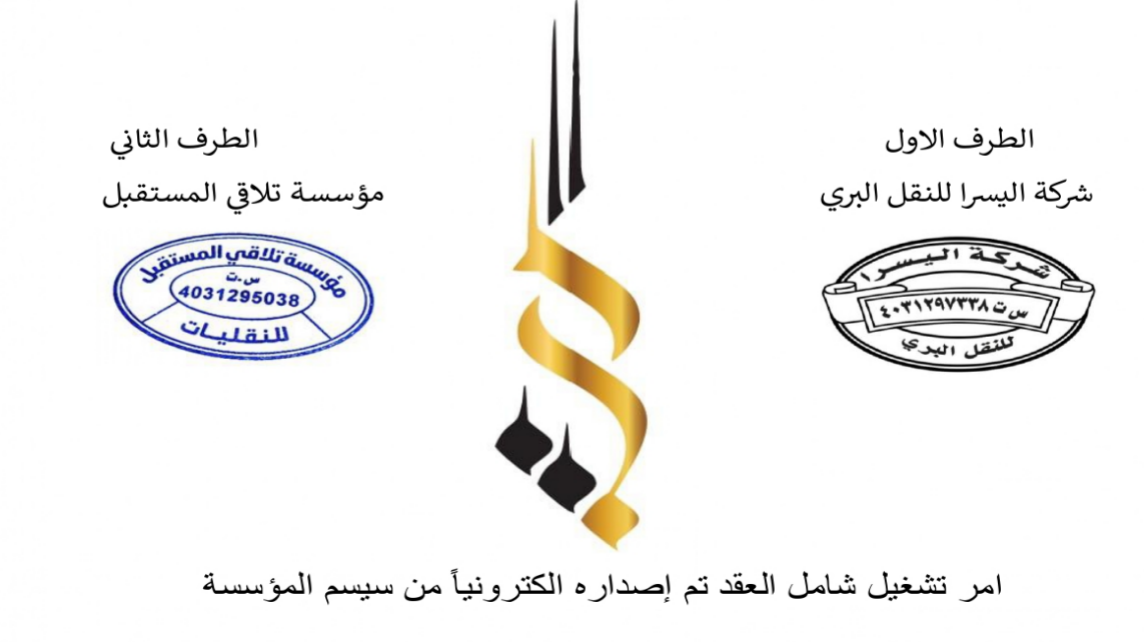 الطرف الاول
شركة اليسرا للنقل البري
شركة اليسرا
س ت ٤٠٣١٢٩٧٣٣٨
للنقل البري
الطرف الثاني
مؤسسة تلاقي المستقبل
مؤسسة تلاقي المستقبل
س.ت
4031295038
للنقليات
امر تشغيل شامل العقد تم إصداره الكترونياً من سيسم المؤسسة